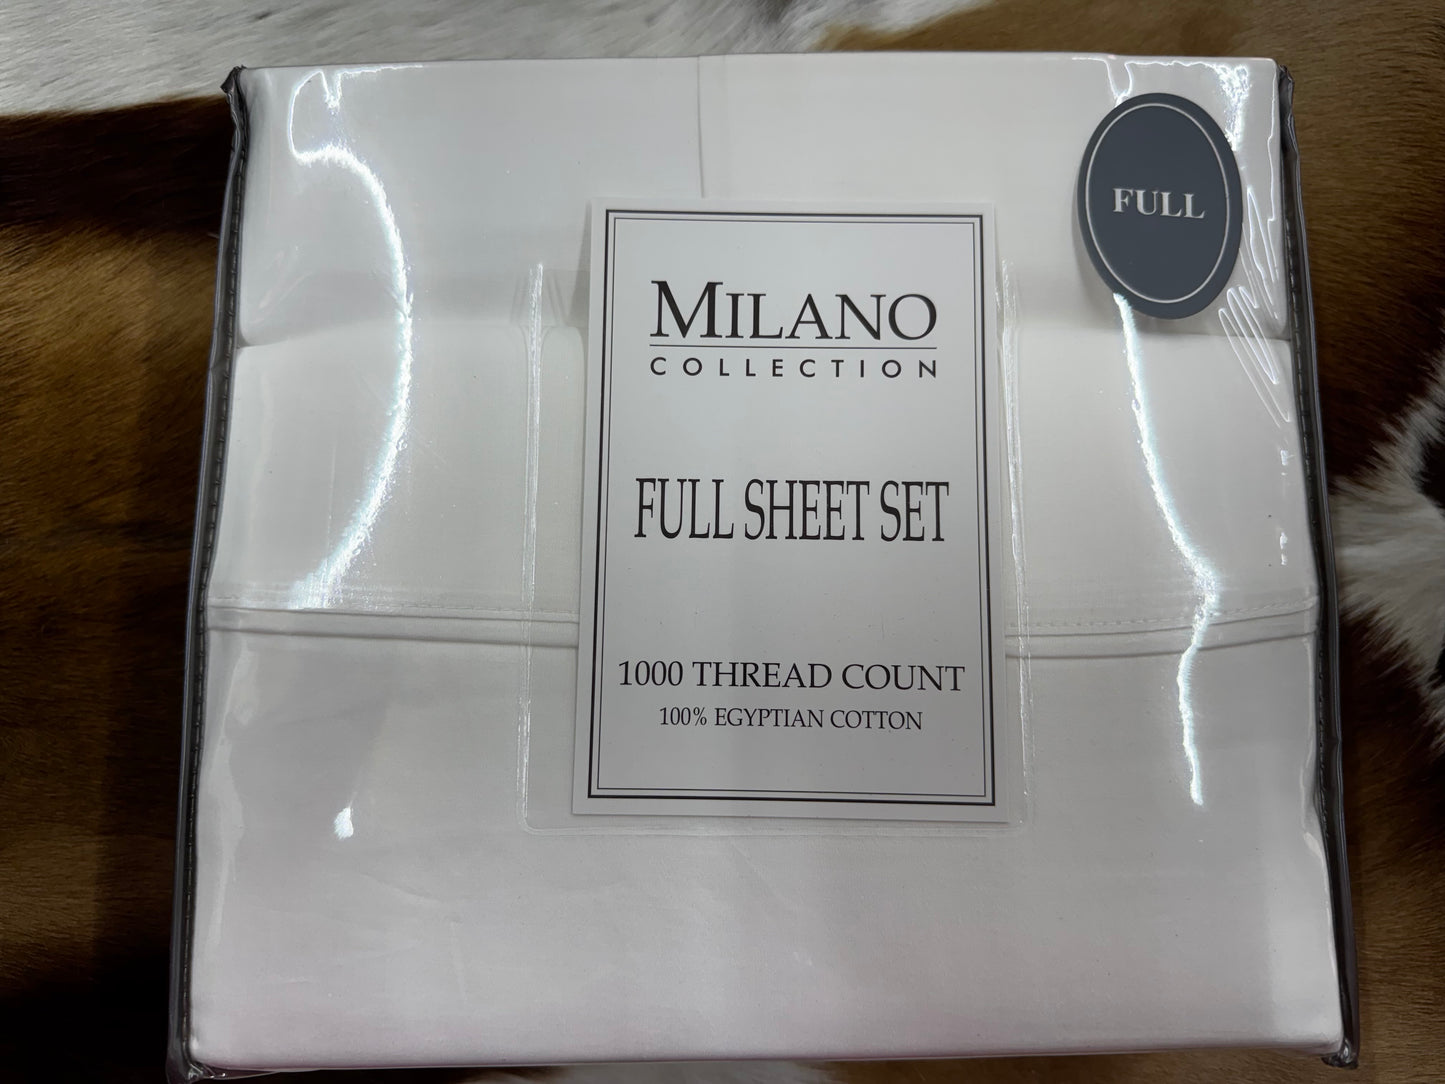 FULL
MILANO
COLLECTION
FULL SHEET SET
1000 THREAD COUNT
100% EGYPTIAN COTTON